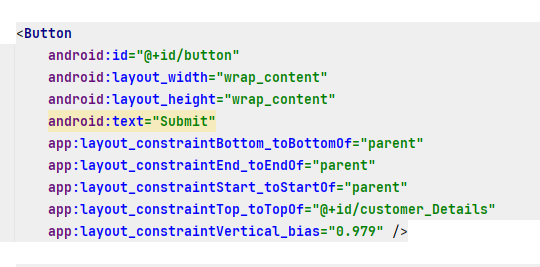 <Button
android:id="@+id/button"
android:layout_width="wrap_content"
android:layout_height="wrap_content"
android:text="Submit"
app:layout_constraintBottom_toBottomOf="parent"
app:layout_constraintEnd_toEndOf="parent"
app:layout_constraintStart_toStartOf="parent"
app:layout_constraintTop_toTopOf="@+id/customer_Details"
app:layout_constraintVertical_bias="0.979" />